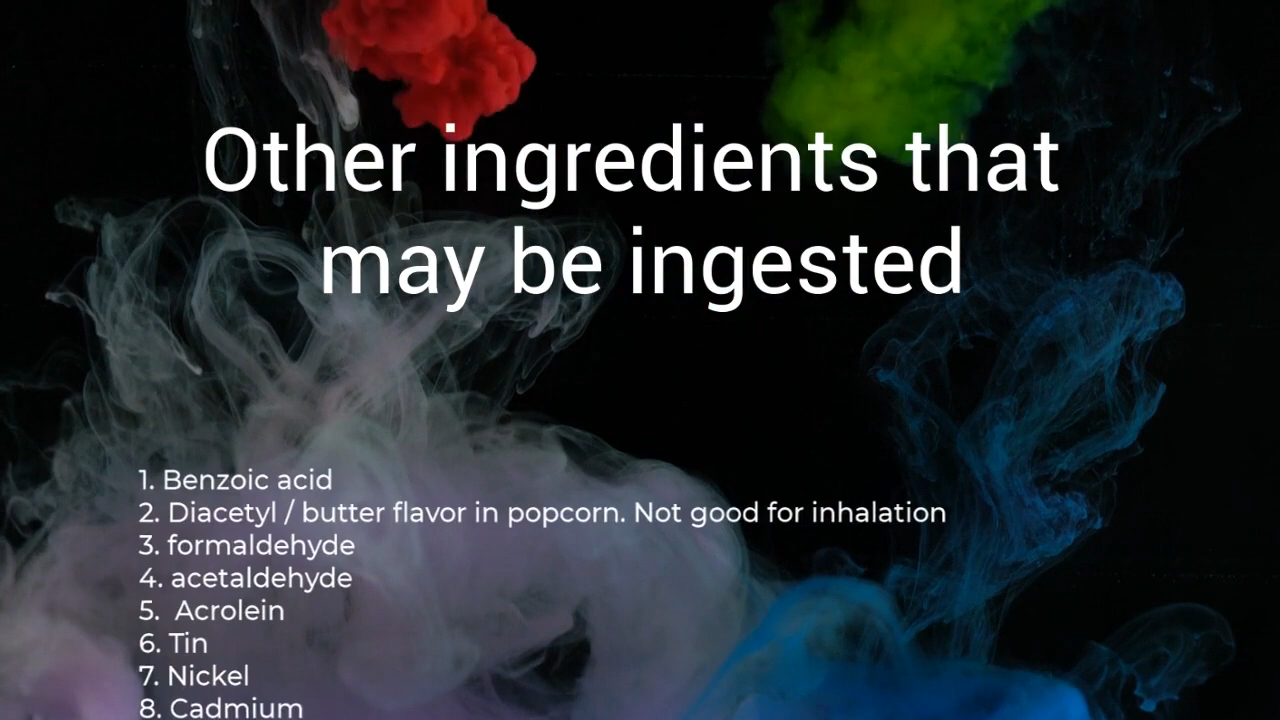 Other ingredients that
may be ingested
1. Benzoic acid
2. Diacetyl / butter flavor in popcorn. Not good for inhalation
3. formaldehyde
4. acetaldehyde
5.  Acrolein
6. Tin
7. Nickel
8. Cadmium